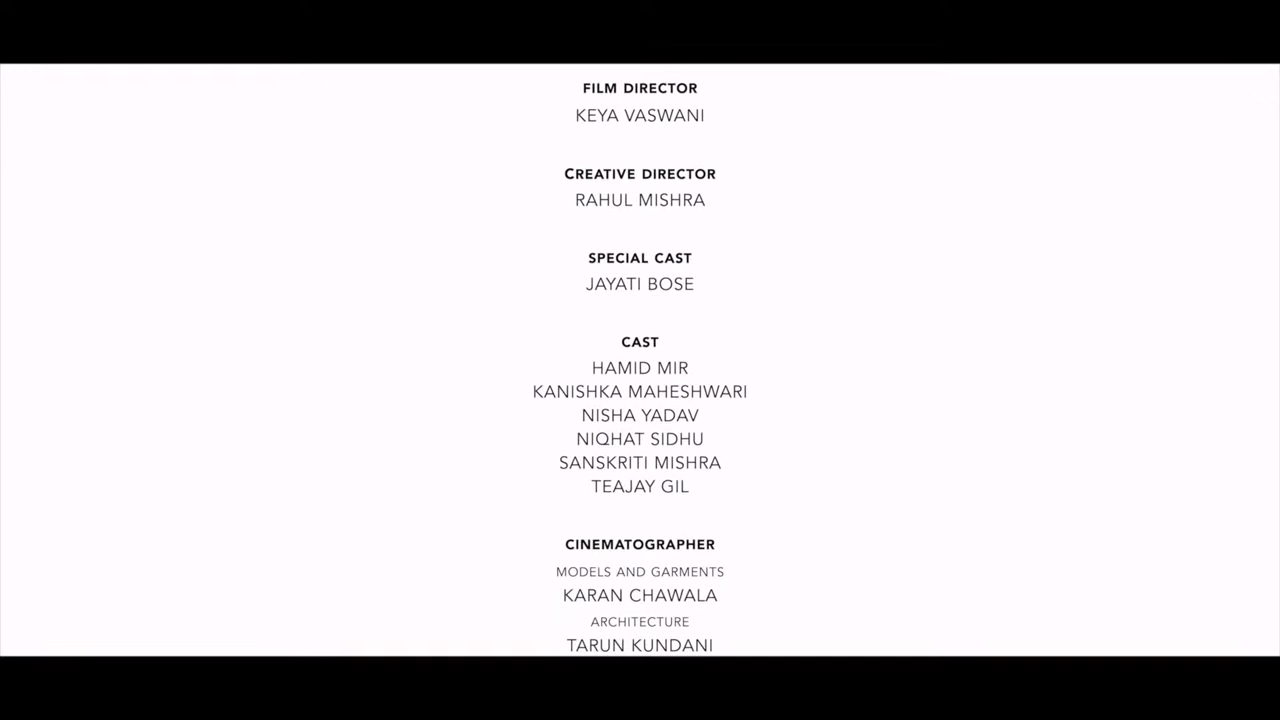 FILM DIRECTOR
KEYA VASWANI
CREATIVE DIRECTOR
RAHUL MISHRA
SPECIAL CAST
JAYATI BOSE
CAST
HAMID MIR
KANISHKA MAHESHWARI
NISHA YADAV
NIQHAT SIDHU
SANSKRITI MISHRA
TEAJAY GIL
CINEMATOGRAPHER
MODELS AND GARMENTS
KARAN CHAWALA
ARCHITECTURE
TARUN KUNDANI